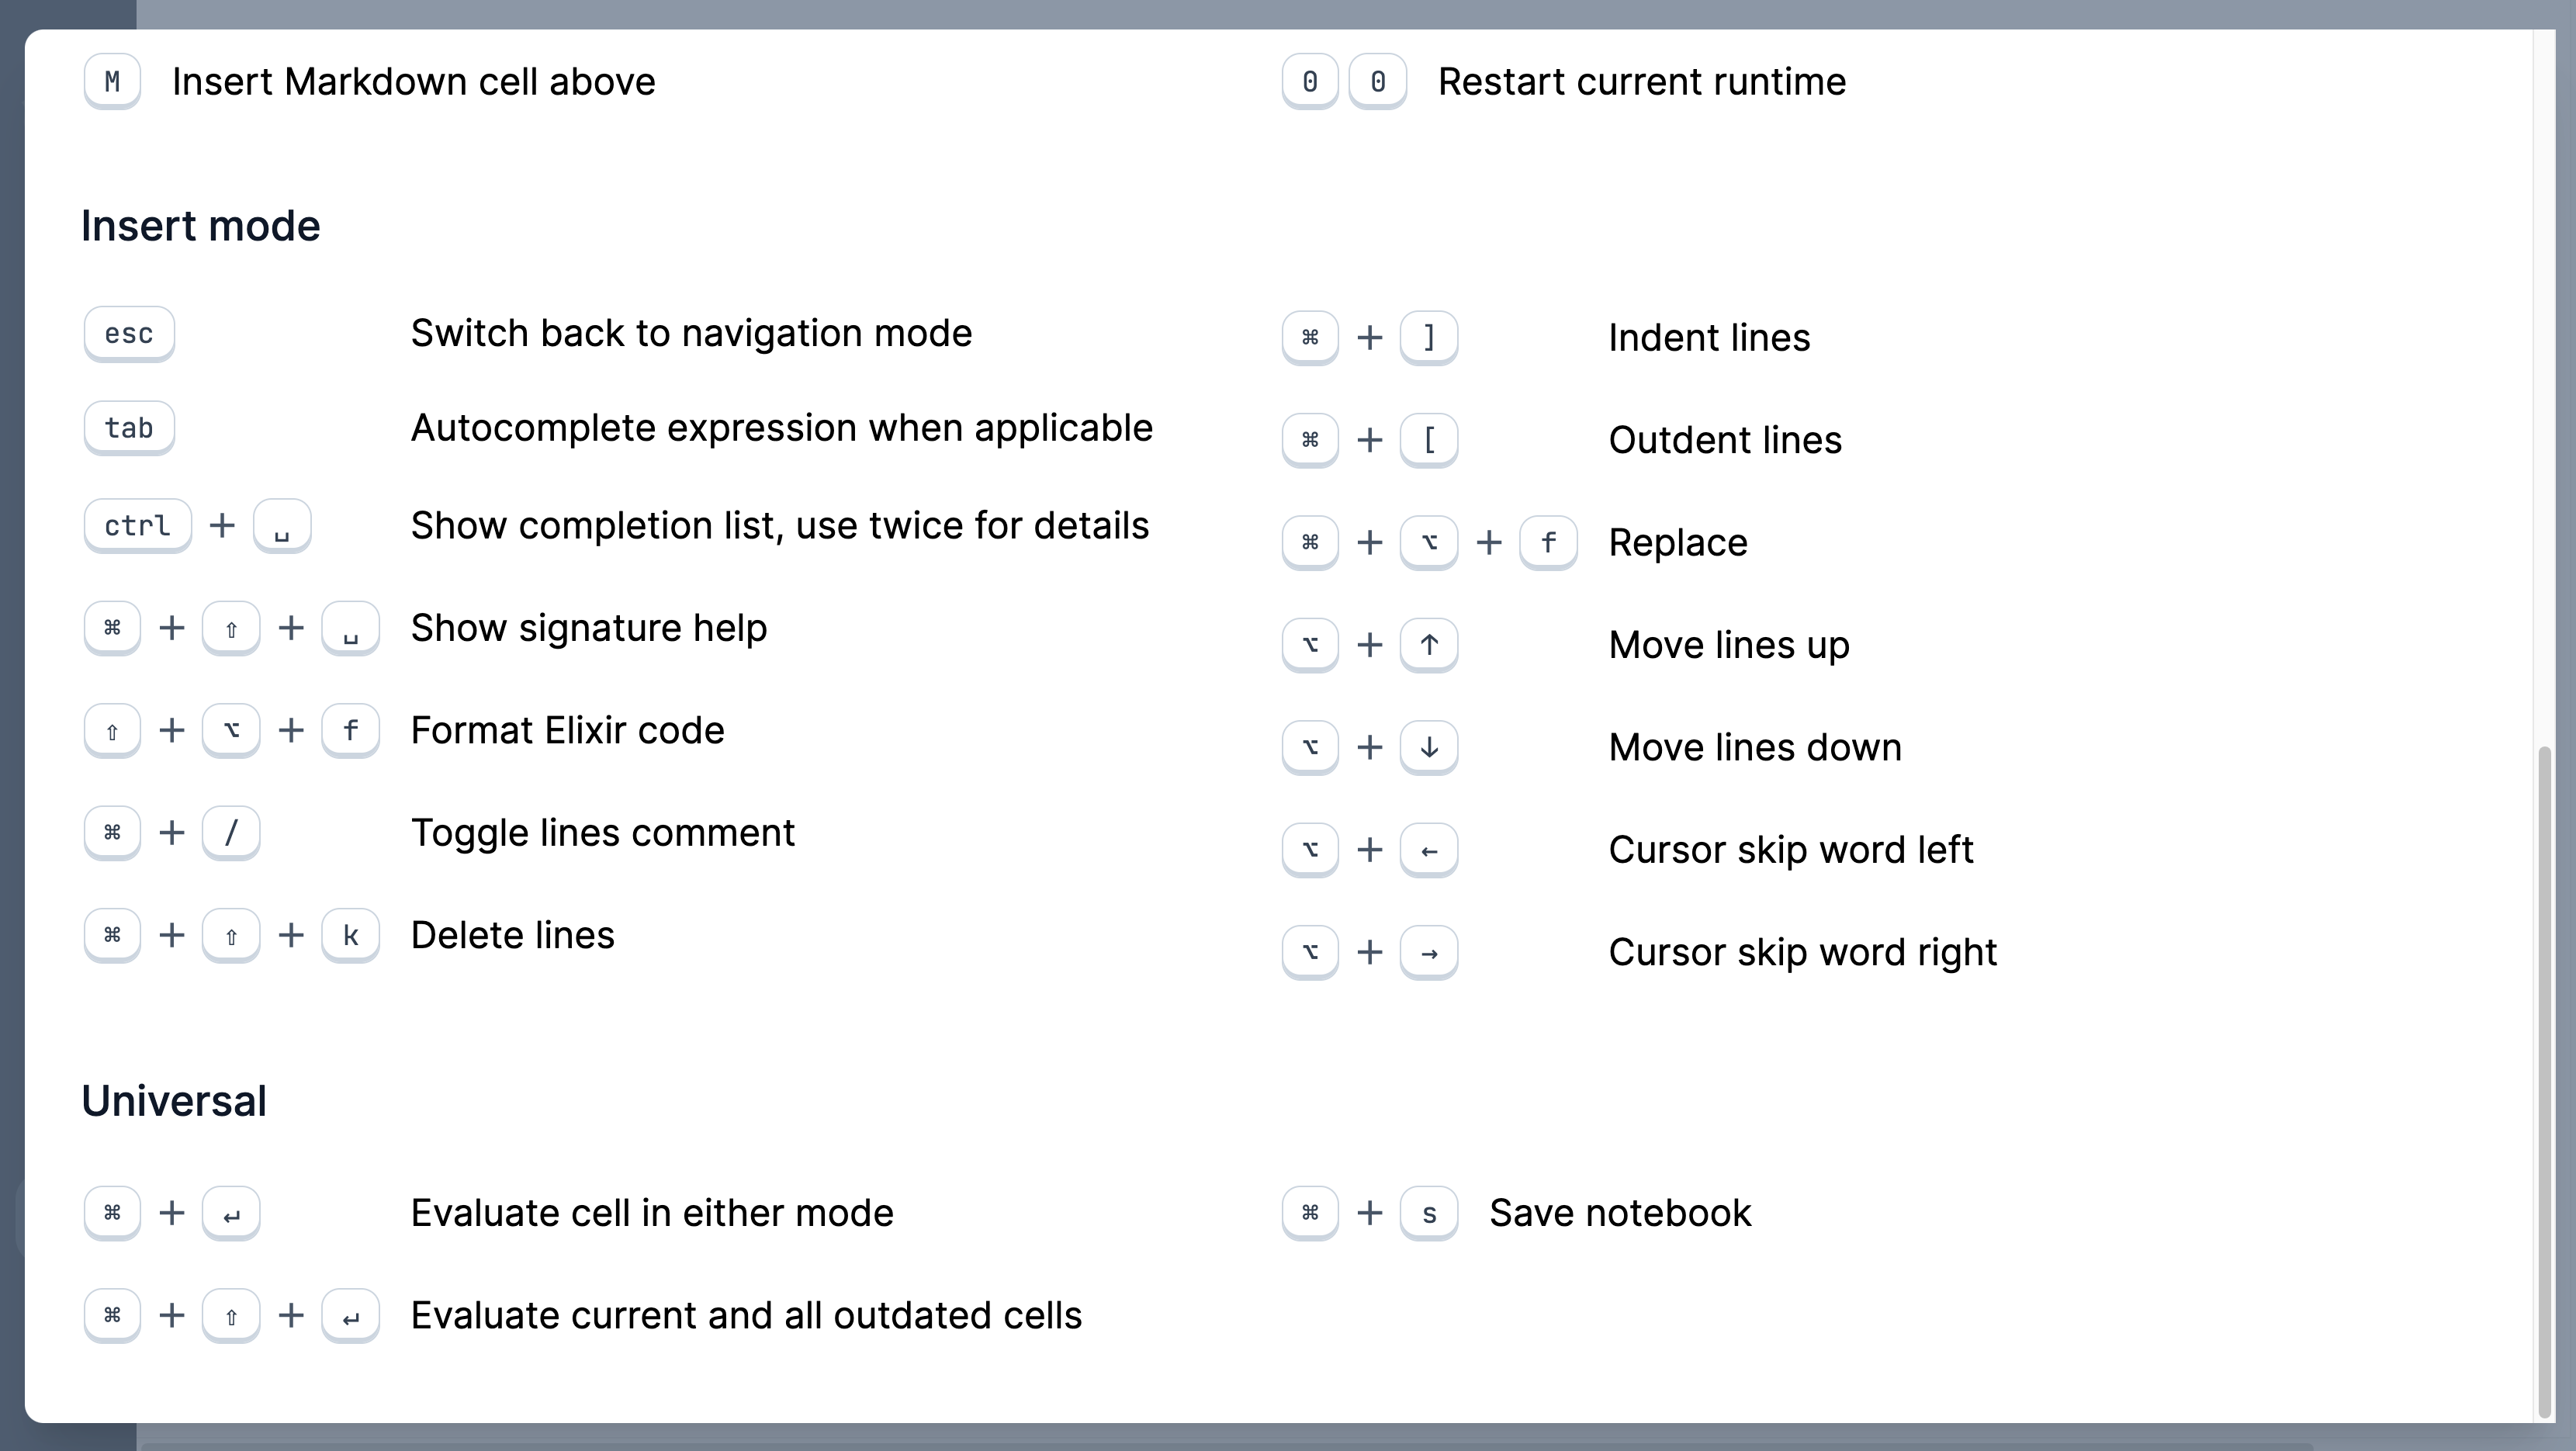 M Insert Markdown cell above
0 0 Restart current runtime
Insert mode
esc Switch back to navigation mode
tab Autocomplete expression when applicable
ctrl + ␣ Show completion list, use twice for details
⌘ + ⇧ + ␣ Show signature help
⇧ + ⌥ + f Format Elixir code
⌘ + / Toggle lines comment
⌘ + ⇧ + k Delete lines
⌘ + ] Indent lines
⌘ + [ Outdent lines
⌘ + ⌥ + f Replace
⌥ + ↑ Move lines up
⌥ + ↓ Move lines down
⌥ + ← Cursor skip word left
⌥ + → Cursor skip word right
Universal
⌘ + ↵ Evaluate cell in either mode
⌘ + ⇧ + ↵ Evaluate current and all outdated cells
⌘ + s Save notebook